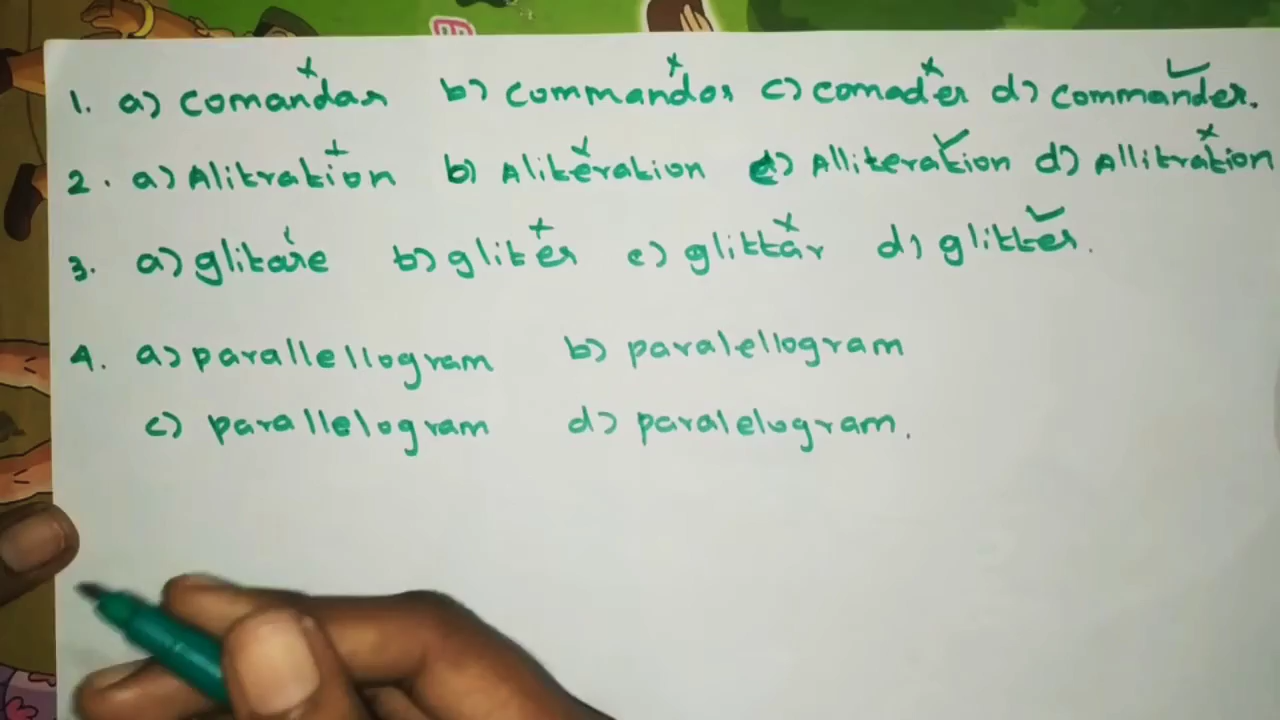 1. a) comandar b) commandor c) comader d) commander.
2. a) Alitration b) Aliteration c) Alliteration d) Allitration
3. a) glitare b) gliter c) glittar d) glitter.
4. a) parallellogram b) paralellogram
c) parallelogram d) paralelogram.